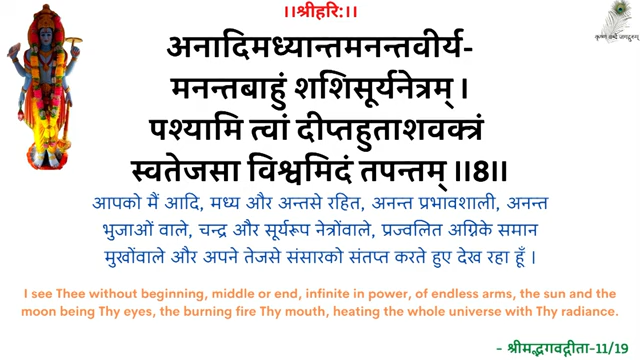 ।।श्रीहरि:।।
कृष्णं वन्दे जगद्गुरुम्
अनादिमध्यान्तमनन्तवीर्य-
मनन्तबाहुं शशिसूर्यनेत्रम् ।
पश्यामि त्वां दीप्तहुताशवक्त्रं
स्वतेजसा विश्वमिदं तपन्तम् ।।8।।
आपको मैं आदि, मध्य और अन्तसे रहित, अनन्त प्रभावशाली, अनन्त
भुजाओं वाले, चन्द्र और सूर्यरूप नेत्रोंवाले, प्रज्वलित अग्निके समान
मुखोंवाले और अपने तेजसे संसारको संतप्त करते हुए देख रहा हूँ ।
I see Thee without beginning, middle or end, infinite in power, of endless arms, the sun and the
moon being Thy eyes, the burning fire Thy mouth, heating the whole universe with Thy radiance.
- श्रीमद्भगवद्गीता-11/19